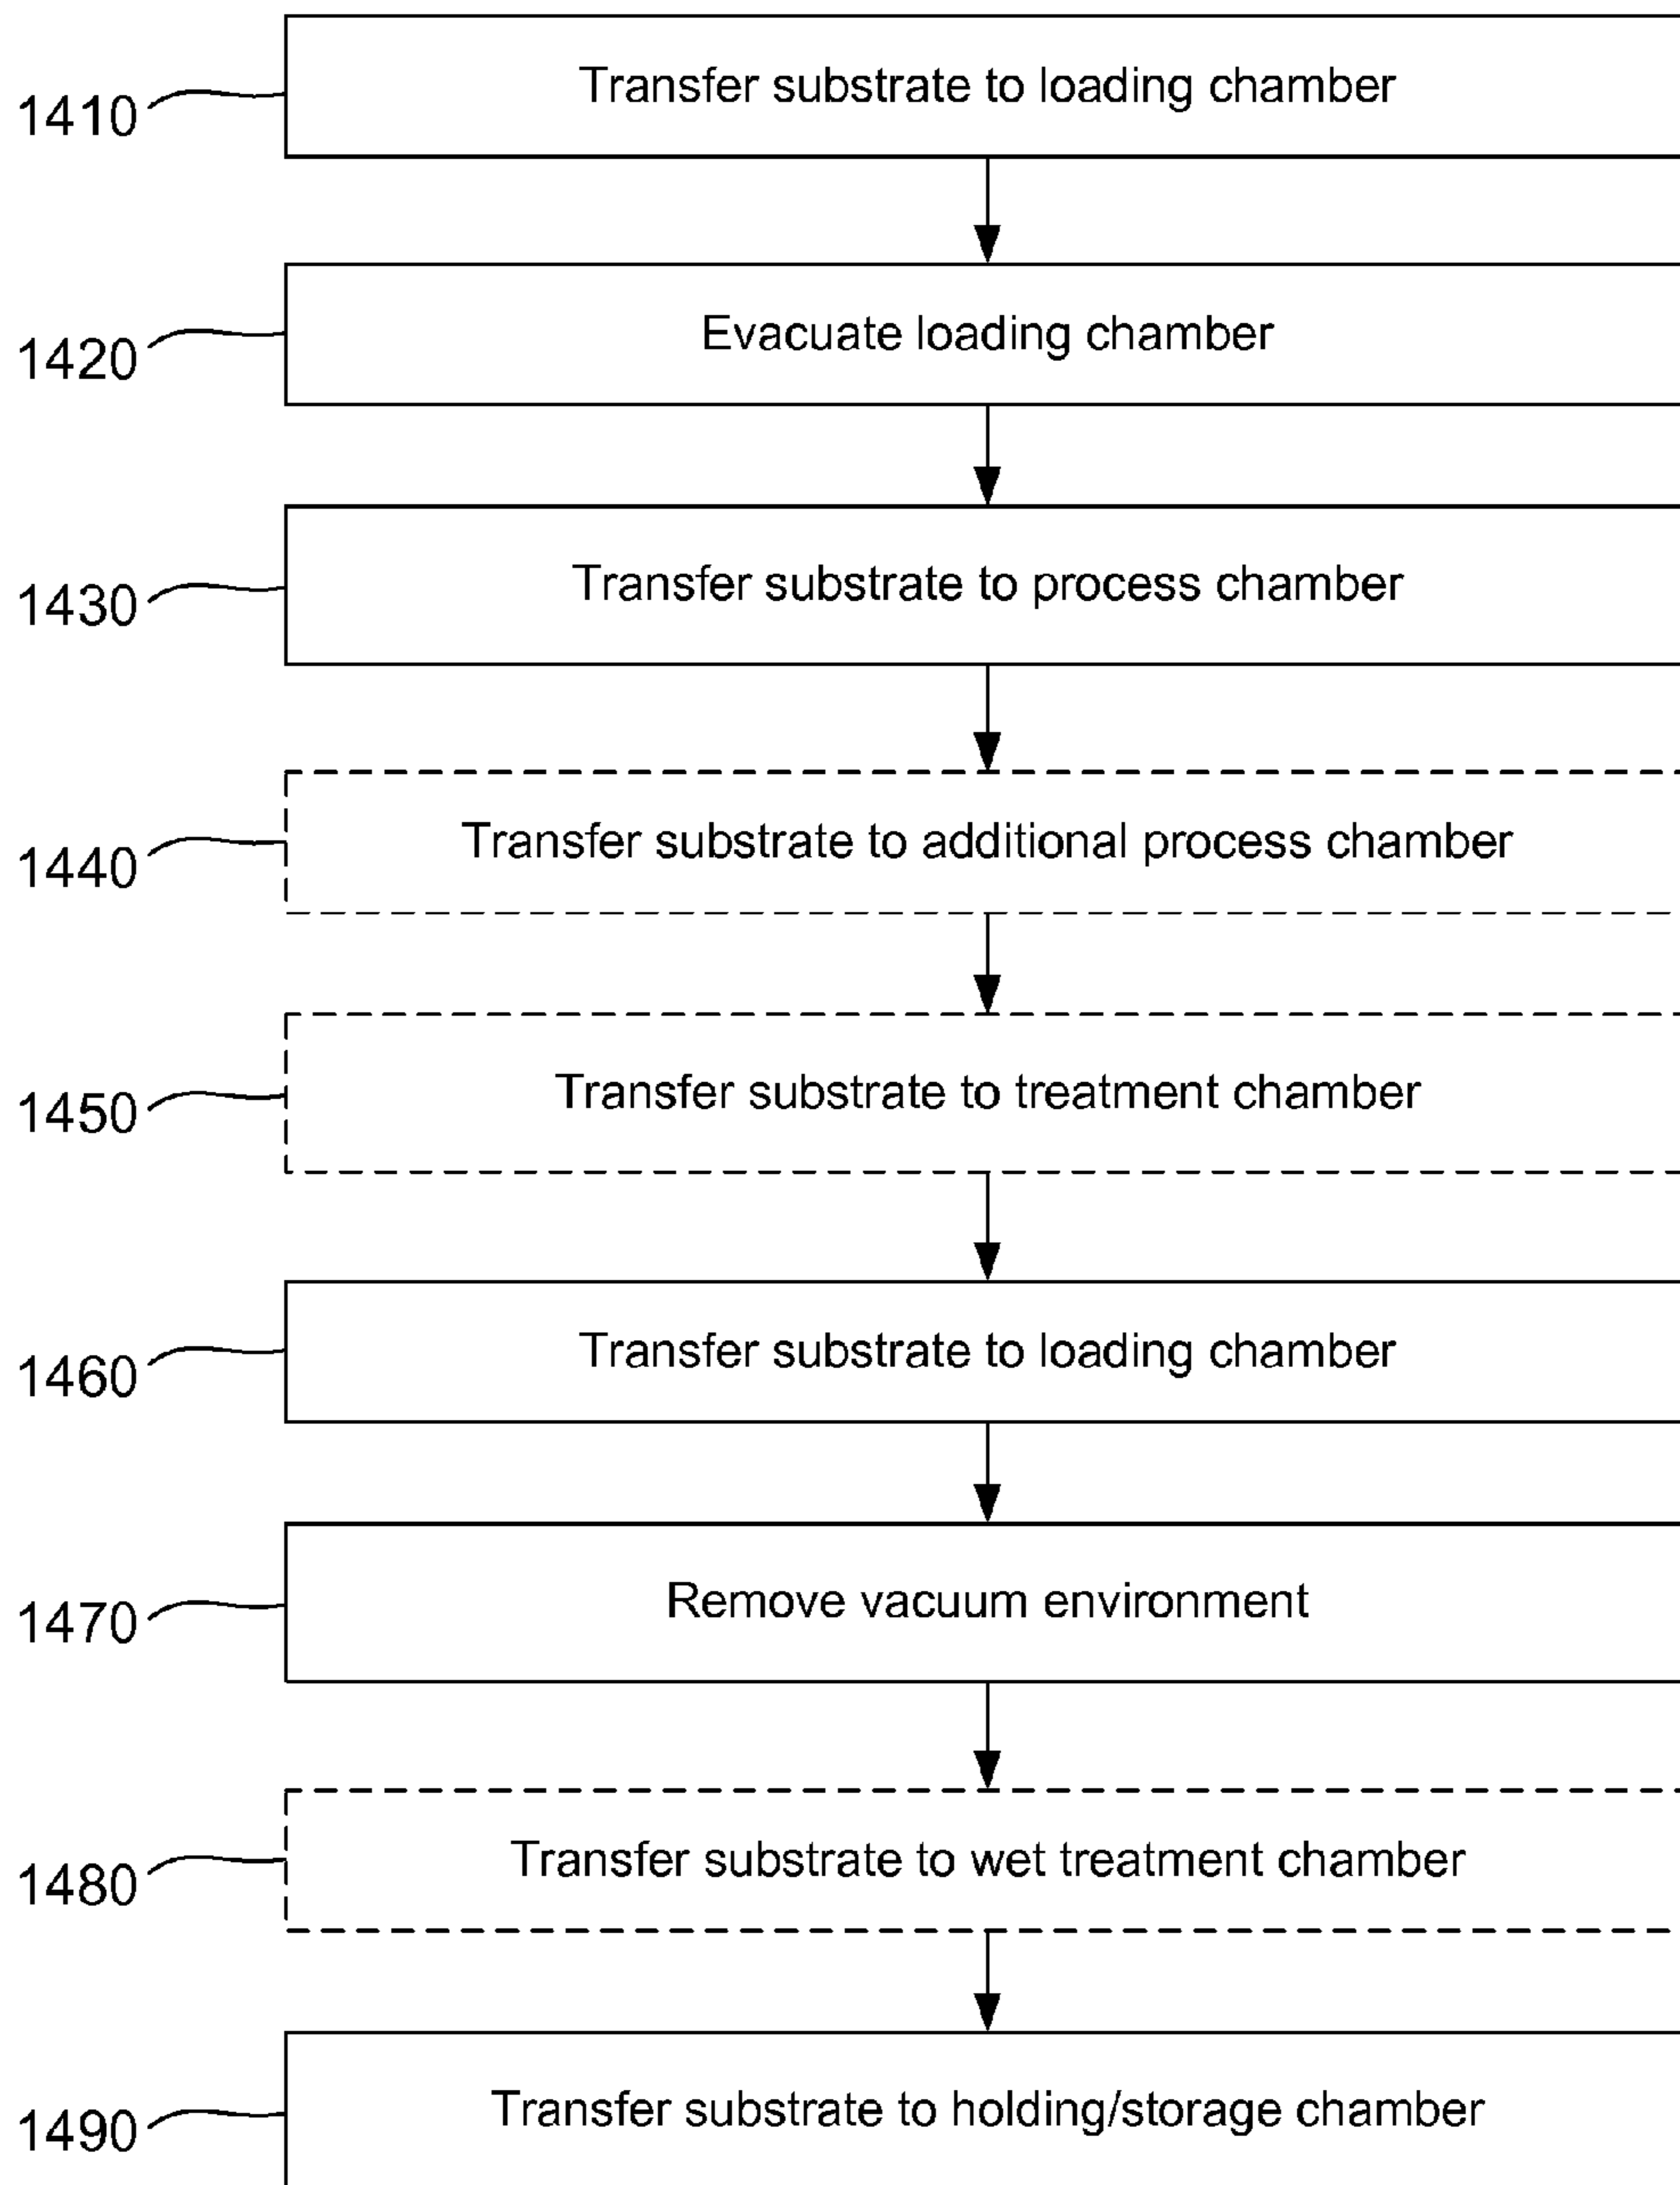 1410 Transfer substrate to loading chamber
1420 Evacuate loading chamber
1430 Transfer substrate to process chamber
1440 Transfer substrate to additional process chamber
1450 Transfer substrate to treatment chamber
1460 Transfer substrate to loading chamber
1470 Remove vacuum environment
1480 Transfer substrate to wet treatment chamber
1490 Transfer substrate to holding/storage chamber